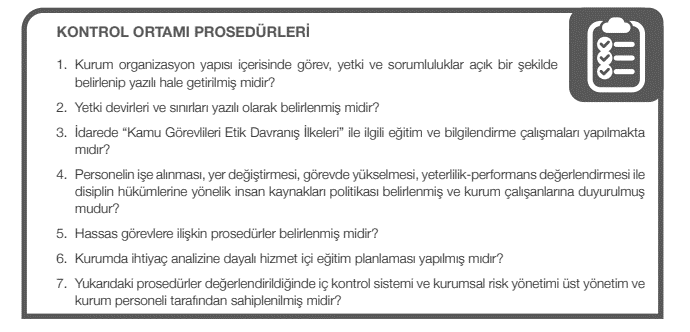 KONTROL ORTAMI PROSEDÜRLERİ
1. Kurum organizasyon yapısı içerisinde görev, yetki ve sorumluluklar açık bir şekilde
belirlenip yazılı hale getirilmiş midir?
2. Yetki devirleri ve sınırları yazılı olarak belirlenmiş midir?
3. İdarede “Kamu Görevlileri Etik Davranış İlkeleri” ile ilgili eğitim ve bilgilendirme çalışmaları yapılmakta
mıdır?
4. Personelin işe alınması, yer değiştirmesi, görevde yükselmesi, yeterlilik-performans değerlendirmesi ile
disiplin hükümlerine yönelik insan kaynakları politikası belirlenmiş ve kurum çalışanlarına duyurulmuş
mudur?
5. Hassas görevlere ilişkin prosedürler belirlenmiş midir?
6. Kurumda ihtiyaç analizine dayalı hizmet içi eğitim planlaması yapılmış mıdır?
7. Yukarıdaki prosedürler değerlendirildiğinde iç kontrol sistemi ve kurumsal risk yönetimi üst yönetim ve
kurum personeli tarafından sahiplenilmiş midir?